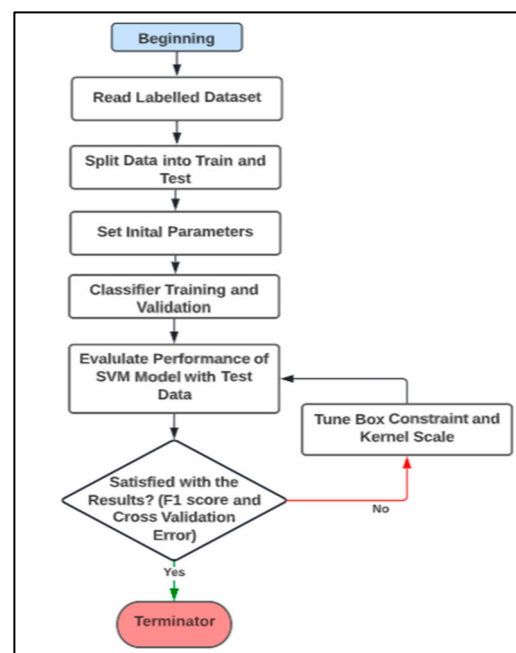 Beginning
Read Labelled Dataset
Split Data into Train and
Test
Set Inital Parameters
Classifier Training and
Validation
Evalulate Performance of
SVM Model with Test
Data
Tune Box Constraint and
Kernel Scale
Satisfied with the
Results? (F1 score and
Cross Validation
Error)
No
Yes
Terminator